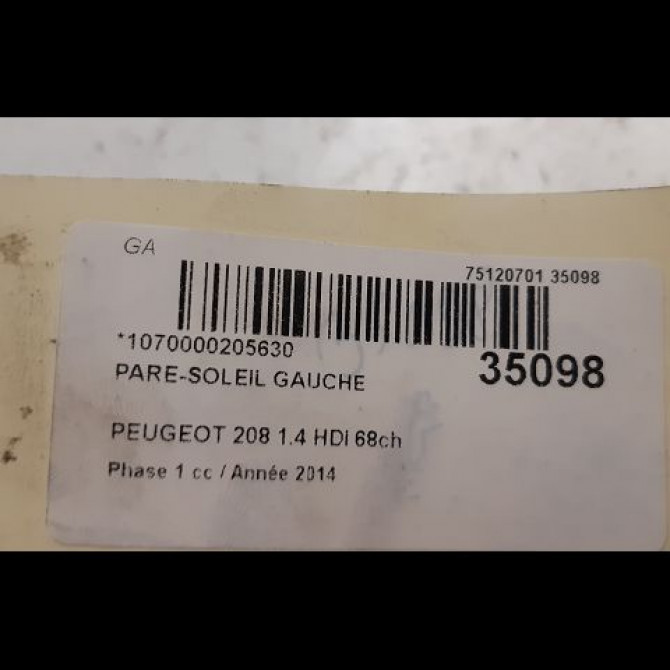 GA
75120701 35098
*1070000205630
35098
PARE-SOLEIL GAUCHE
PEUGEOT 208 1.4 HDi 68ch
Phase 1 cc / Année 2014